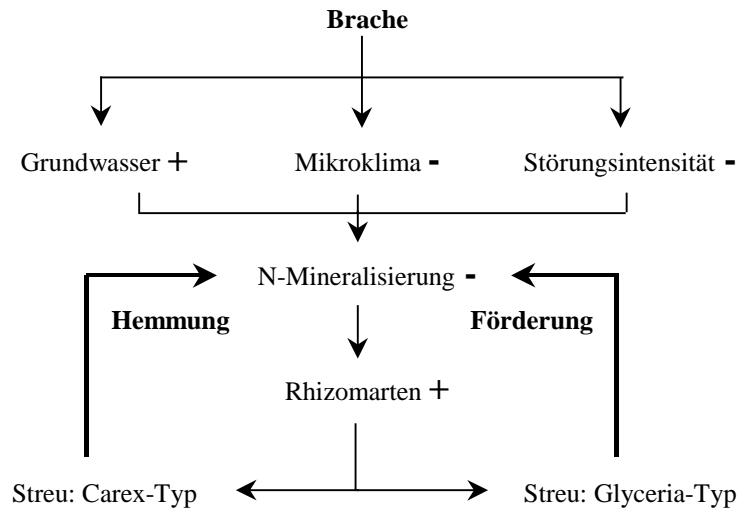 Brache
Grundwasser + Mikroklima - Störungsintensität -
N-Mineralisierung -
Hemmung Förderung
Rhizomarten +
Streu: Carex-Typ Streu: Glyceria-Typ